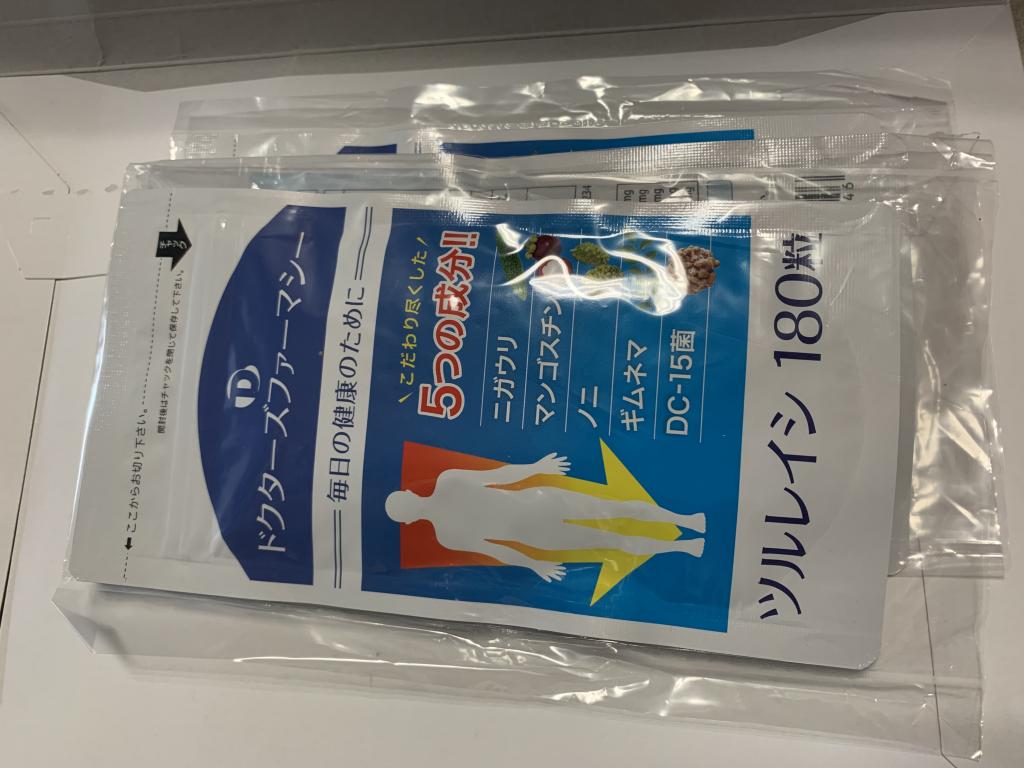 ←ここからお切り下さい。
チャック
開封後はチャックを閉じて保存して下さい。
D
ドクターズファーマシー
毎日の健康のために
\こだわり尽くした/
5つの成分!!
ニガウリ
マンゴスチン
ノニ
ギムネマ
DC-15菌
ツルレイシ 180粒